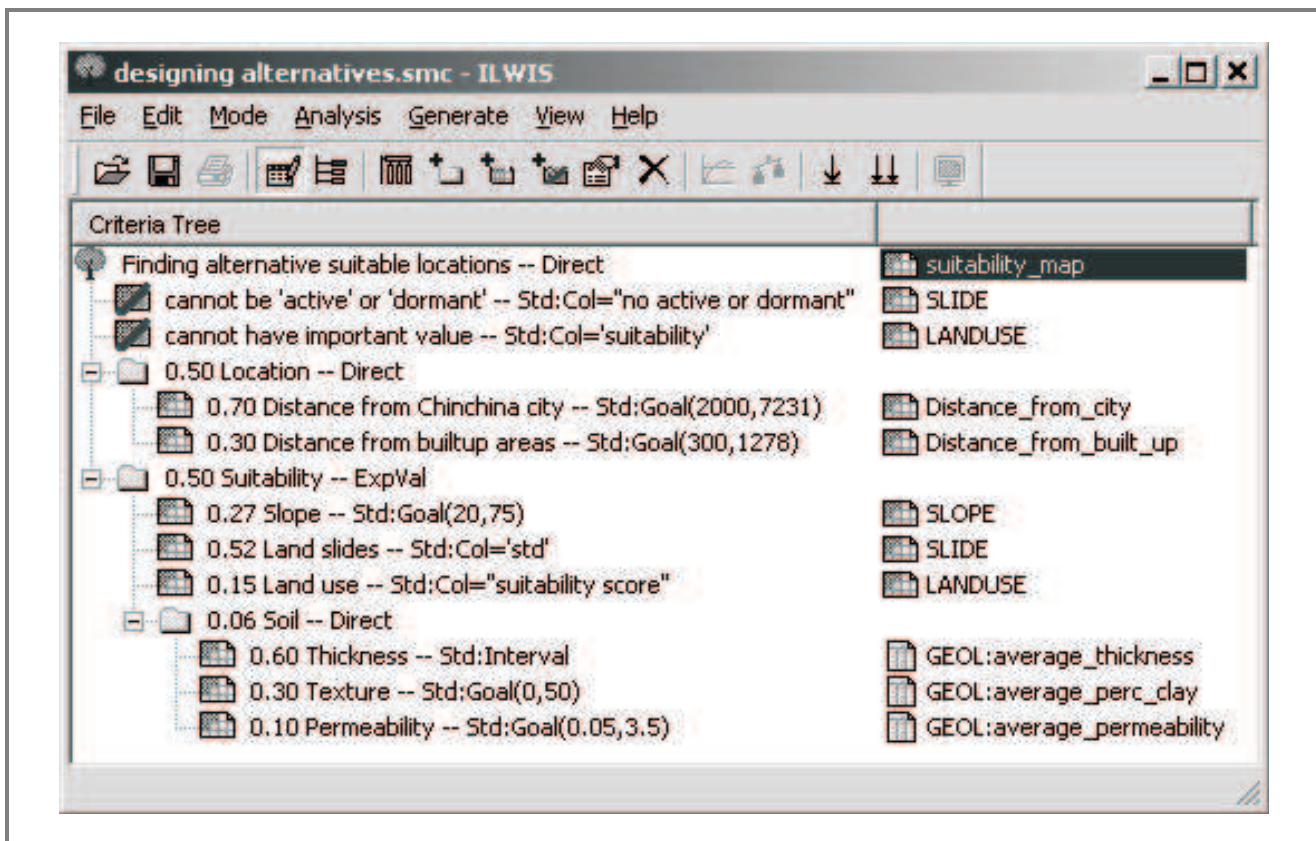 designing alternatives.smc - ILWIS
File Edit Mode Analysis Generate View Help
Criteria Tree
Finding alternative suitable locations -- Direct suitability_map
cannot be 'active' or 'dormant' -- Std:Col="no active or dormant" SLIDE
cannot have important value -- Std:Col='suitability' LANDUSE
0.50 Location -- Direct
0.70 Distance from Chinchina city -- Std:Goal(2000,7231) Distance_from_city
0.30 Distance from builtup areas -- Std:Goal(300,1278) Distance_from_built_up
0.50 Suitability -- ExpVal
0.27 Slope -- Std:Goal(20,75) SLOPE
0.52 Land slides -- Std:Col='std' SLIDE
0.15 Land use -- Std:Col="suitability score" LANDUSE
0.06 Soil -- Direct
0.60 Thickness -- Std:Interval GEOL:average_thickness
0.30 Texture -- Std:Goal(0,50) GEOL:average_perc_clay
0.10 Permeability -- Std:Goal(0.05,3.5) GEOL:average_permeability